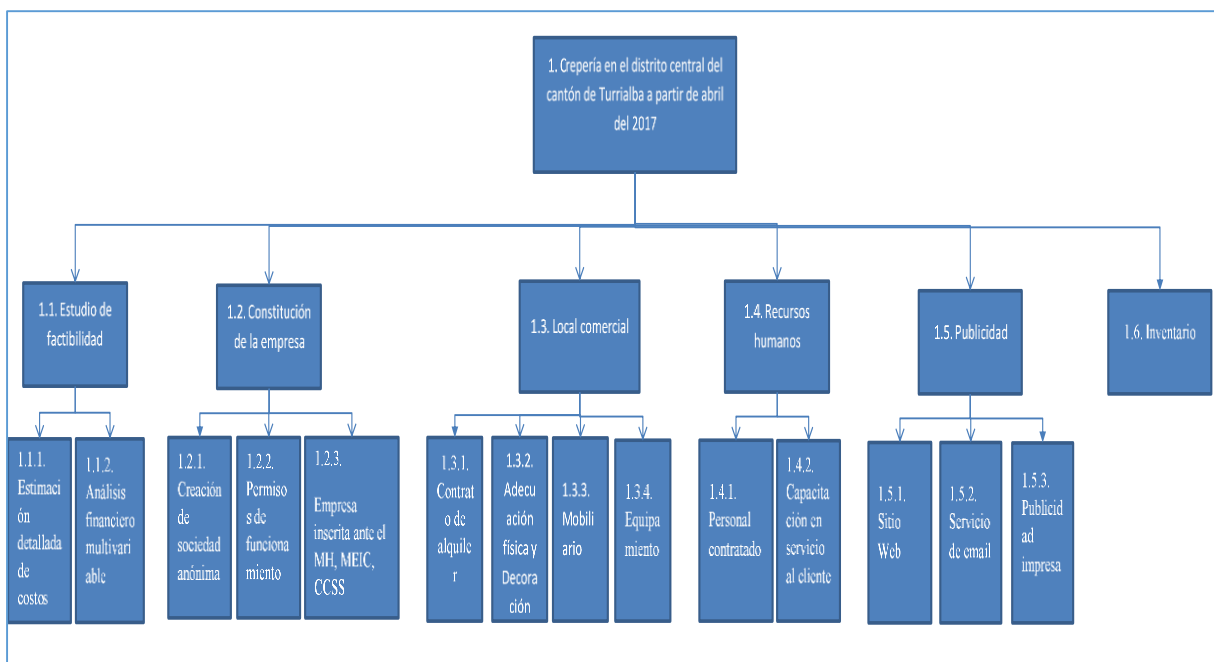 1. Crepería en el distrito central del
cantón de Turrialba a partir de abril
del 2017
1.1. Estudio de
factibilidad
1.2. Constitución
de la empresa
1.3. Local comercial
1.4. Recursos
humanos
1.5. Publicidad
1.6. Inventario
1.1.1.
Estimaci
ón
detallada
de
costos
1.1.2.
Análisis
financiero
multivari
able
1.2.1.
Creación
de
sociedad
anónima
1.2.2.
Permiso
s de
funciona
miento
1.2.3.
Empresa
inscrita ante el
MH, MEIC,
CCSS
1.3.1.
Contrat
o de
alquile
r
1.3.2.
Adecu
ación
física y
Decora
ción
1.3.3.
Mobili
ario
1.3.4.
Equipa
miento
1.4.1.
Personal
contratado
1.4.2.
Capacita
ción en
servicio
al cliente
1.5.1.
Sitio
Web
1.5.2.
Servicio
de email
1.5.3.
Publicid
ad
impresa